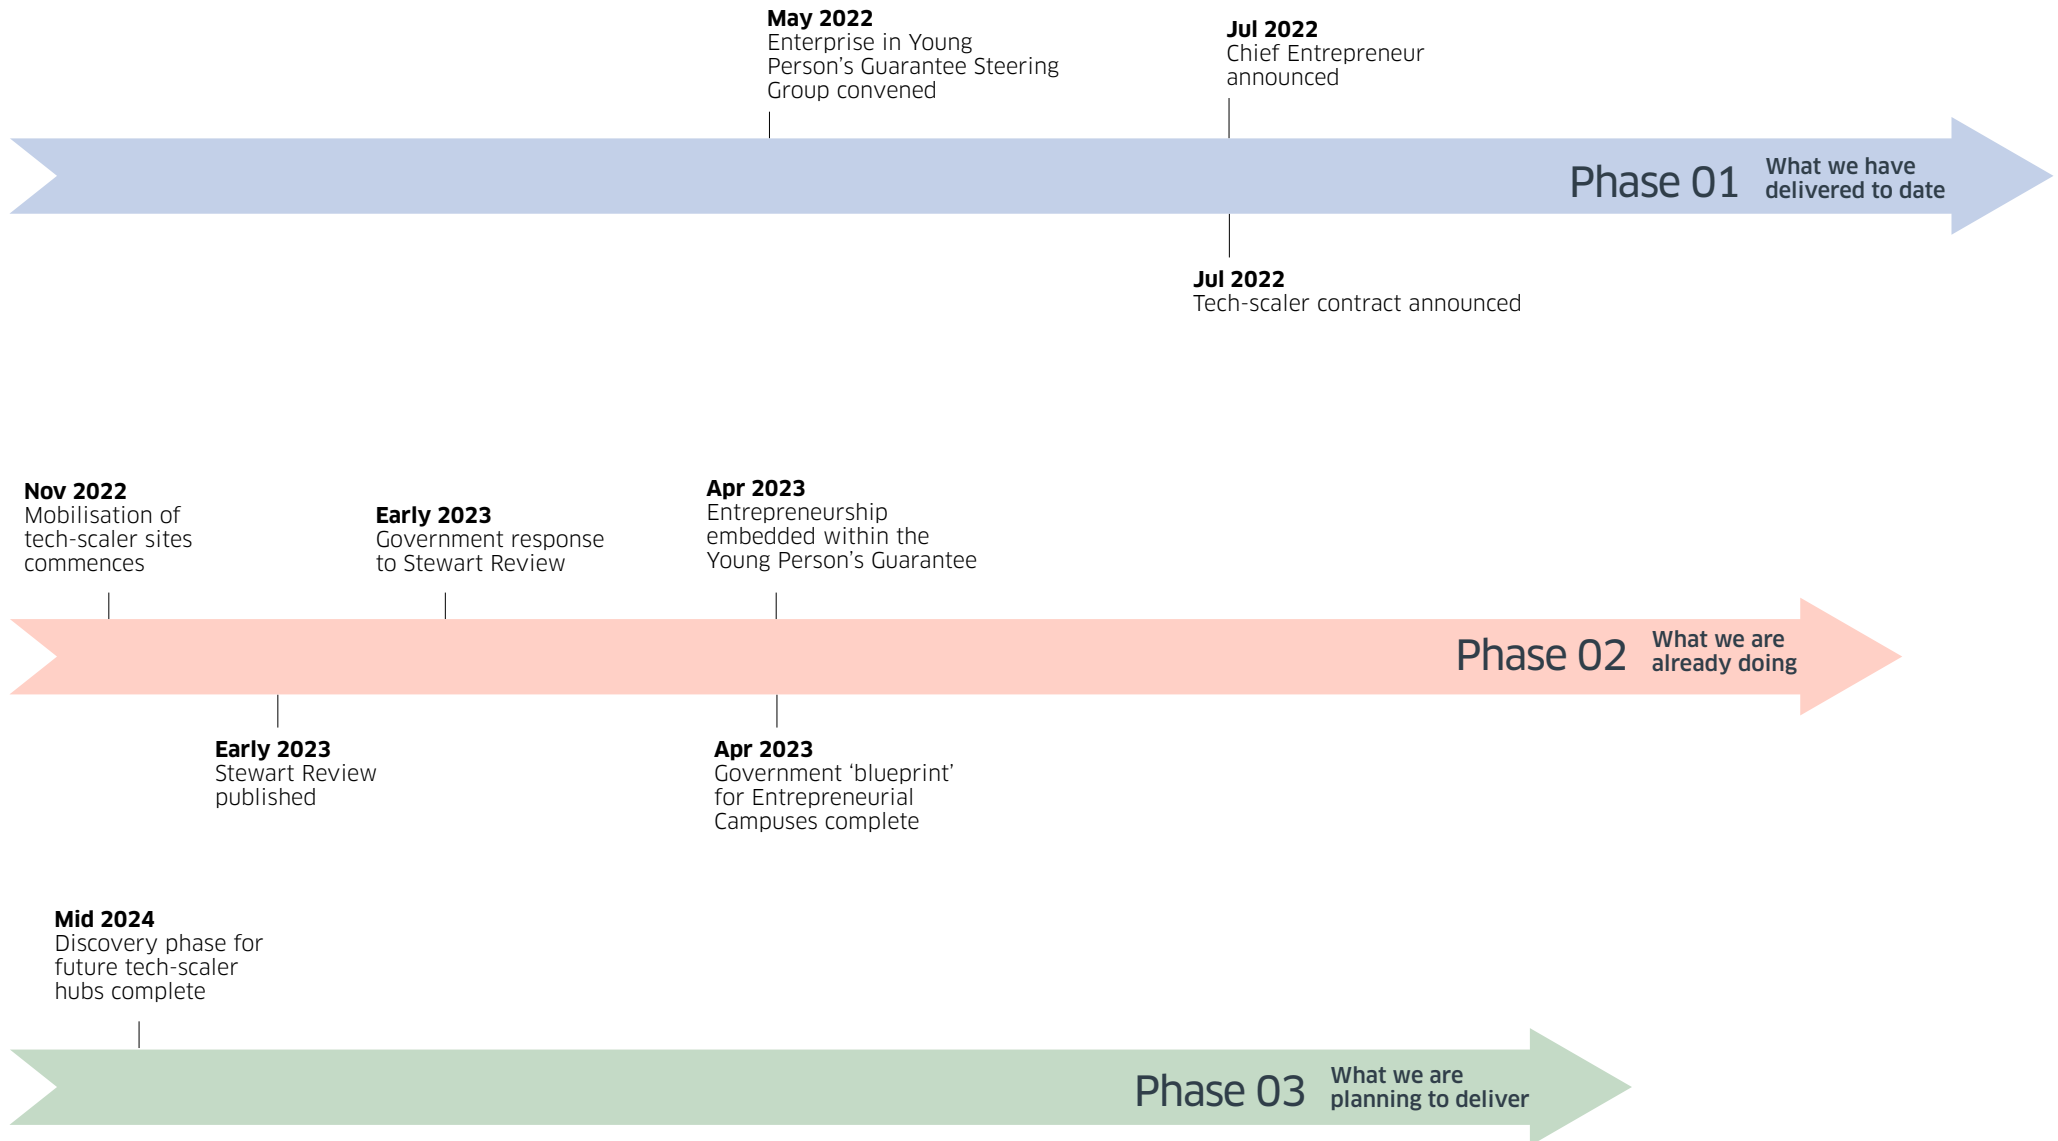 May 2022
Enterprise in Young
Person's Guarantee Steering
Group convened
Jul 2022
Chief Entrepreneur
announced
Phase 01
What we have
delivered to date
Jul 2022
Tech-scaler contract announced
Nov 2022
Mobilisation of
tech-scaler sites
commences
Early 2023
Government response
to Stewart Review
Apr 2023
Entrepreneurship
embedded within the
Young Person's Guarantee
Phase 02
What we are
already doing
Early 2023
Stewart Review
published
Apr 2023
Government ‘blueprint’
for Entrepreneurial
Campuses complete
Mid 2024
Discovery phase for
future tech-scaler
hubs complete
Phase 03
What we are
planning to deliver